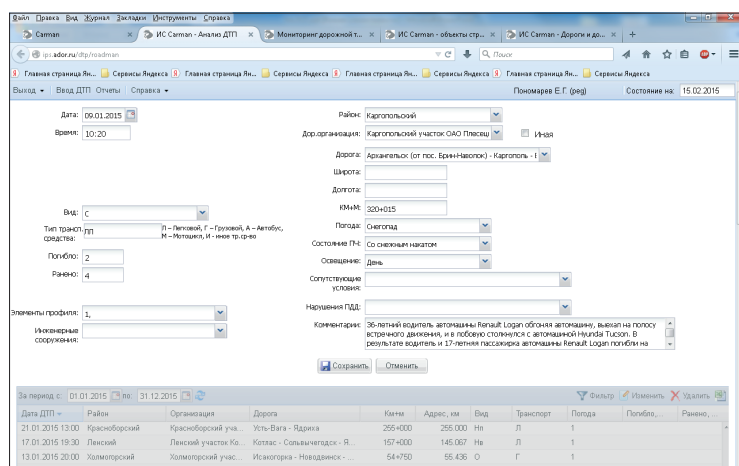 Файл Правка Вид Журнал Закладки Инструменты Справка
Carman × ИС Carman - Анализ ДТП × Мониторинг дорожной т... × ИС Carman - объекты стр... × ИС Carman - Дороги и до... × +
ips.ador.ru/dtp/roadman Поиск
Главная страница Ян... Сервисы Яндекса Главная страница Ян... Сервисы Яндекса Главная страница Ян... Сервисы Яндекса Главная страница Ян... Сервисы Яндекса
Выход Ввод ДТП Отчеты Справка Пономарев Е.Г. (reg) Состояние на: 15.02.2015
Дата: 09.01.2015 Район: Каргопольский
Время: 10:20 Дор.организация: Каргопольский участок ОАО Плесец Иная
Дорога: Архангельск (от пос. Брин-Наволок) - Каргополь -
Широта:
Долгота:
Вид: С КМ+М: 320+015
Тип трансп. средства: ЛЛ Л – Легковой, Г – Грузовой, А – Автобус, М – Мотоцикл, И - иное тр.ср-во Погода: Снегопад
Погибло: 2 Состояние ПЧ: Со снежным накатом
Ранено: 4 Освещение: День
Сопутствующие условия:
Элементы профиля: 1, Нарушения ПДД:
Инженерные сооружения: Комментарии: 36-летний водитель автомашины Renault Logan обгоняя автомашину, выехал на полосу
встречного движения, и в лобовую столкнулся с автомашиной Hyundai Tucson. В
результате водитель и 17-летняя пассажирка автомашины Renault Logan погибли на
Сохранить Отменить
За период с: 01.01.2015 по: 31.12.2015 Фильтр Изменить Удалить
Дата ДТП Район Организация Дорога Км+м Адрес, км Вид Транспорт Погода Погибло,... Ранено, ...
21.01.2015 13:00 Красноборский Красноборский уча... Усть-Вага - Ядриха 255+000 255.000 Нп Л 1
17.01.2015 19:30 Ленский Ленский участок Ко... Котлас - Сольвычегодск - Я... 157+000 145.067 Нв Л 1
13.01.2015 20:00 Холмогорский Холмогорский учас... Исакогорка - Новодвинск - ... 54+750 55.436 О Г 1